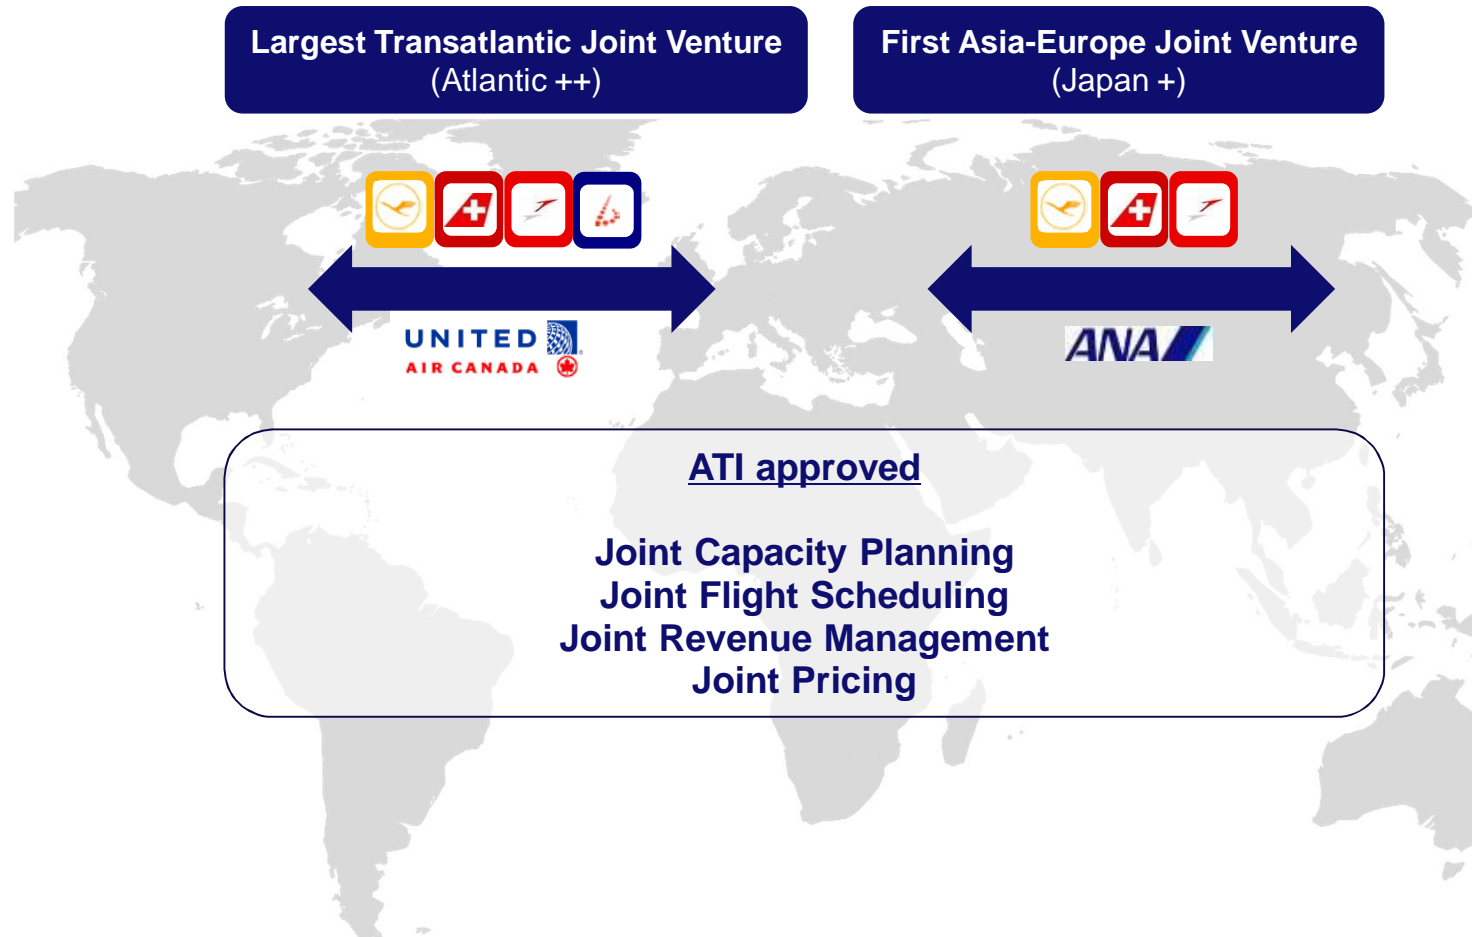 Largest Transatlantic Joint Venture
(Atlantic ++)
First Asia-Europe Joint Venture
(Japan +)
UNITED
AIR CANADA
ANA
ATI approved
Joint Capacity Planning
Joint Flight Scheduling
Joint Revenue Management
Joint Pricing